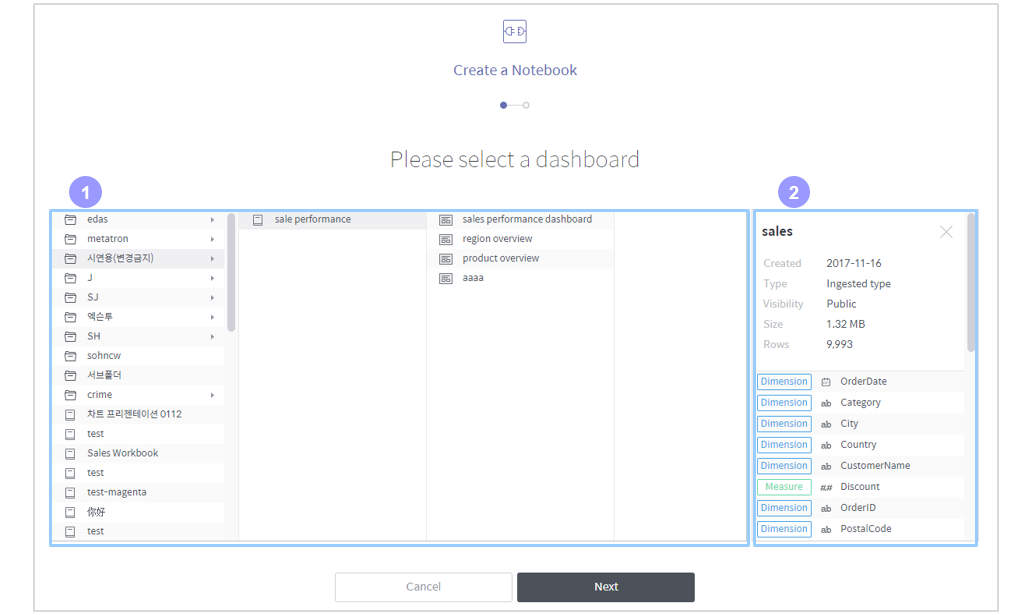 Create a Notebook
Please select a dashboard
1
2
edas
metatron
시연용(변경금지)
J
SJ
엑슨투
SH
sohncw
서브폴더
crime
차트 프리젠테이션 0112
test
Sales Workbook
test
test-magenta
你好
test
sale performance
sales performance dashboard
region overview
product overview
aaaa
sales
Created 2017-11-16
Type Ingested type
Visibility Public
Size 1.32 MB
Rows 9,993
Dimension OrderDate
Dimension ab Category
Dimension ab City
Dimension ab Country
Dimension ab CustomerName
Measure ## Discount
Dimension ab OrderID
Dimension ab PostalCode
Cancel
Next